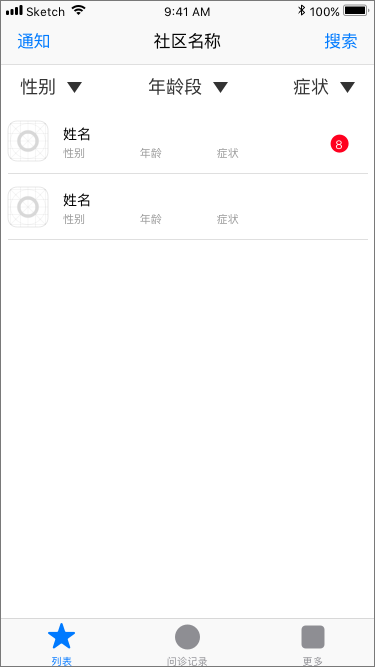 Sketch 9:41 AM 100%
通知 社区名称 搜索
性别 年龄段 症状
姓名
性别 年龄 症状
8
姓名
性别 年龄 症状
列表 问诊记录 更多